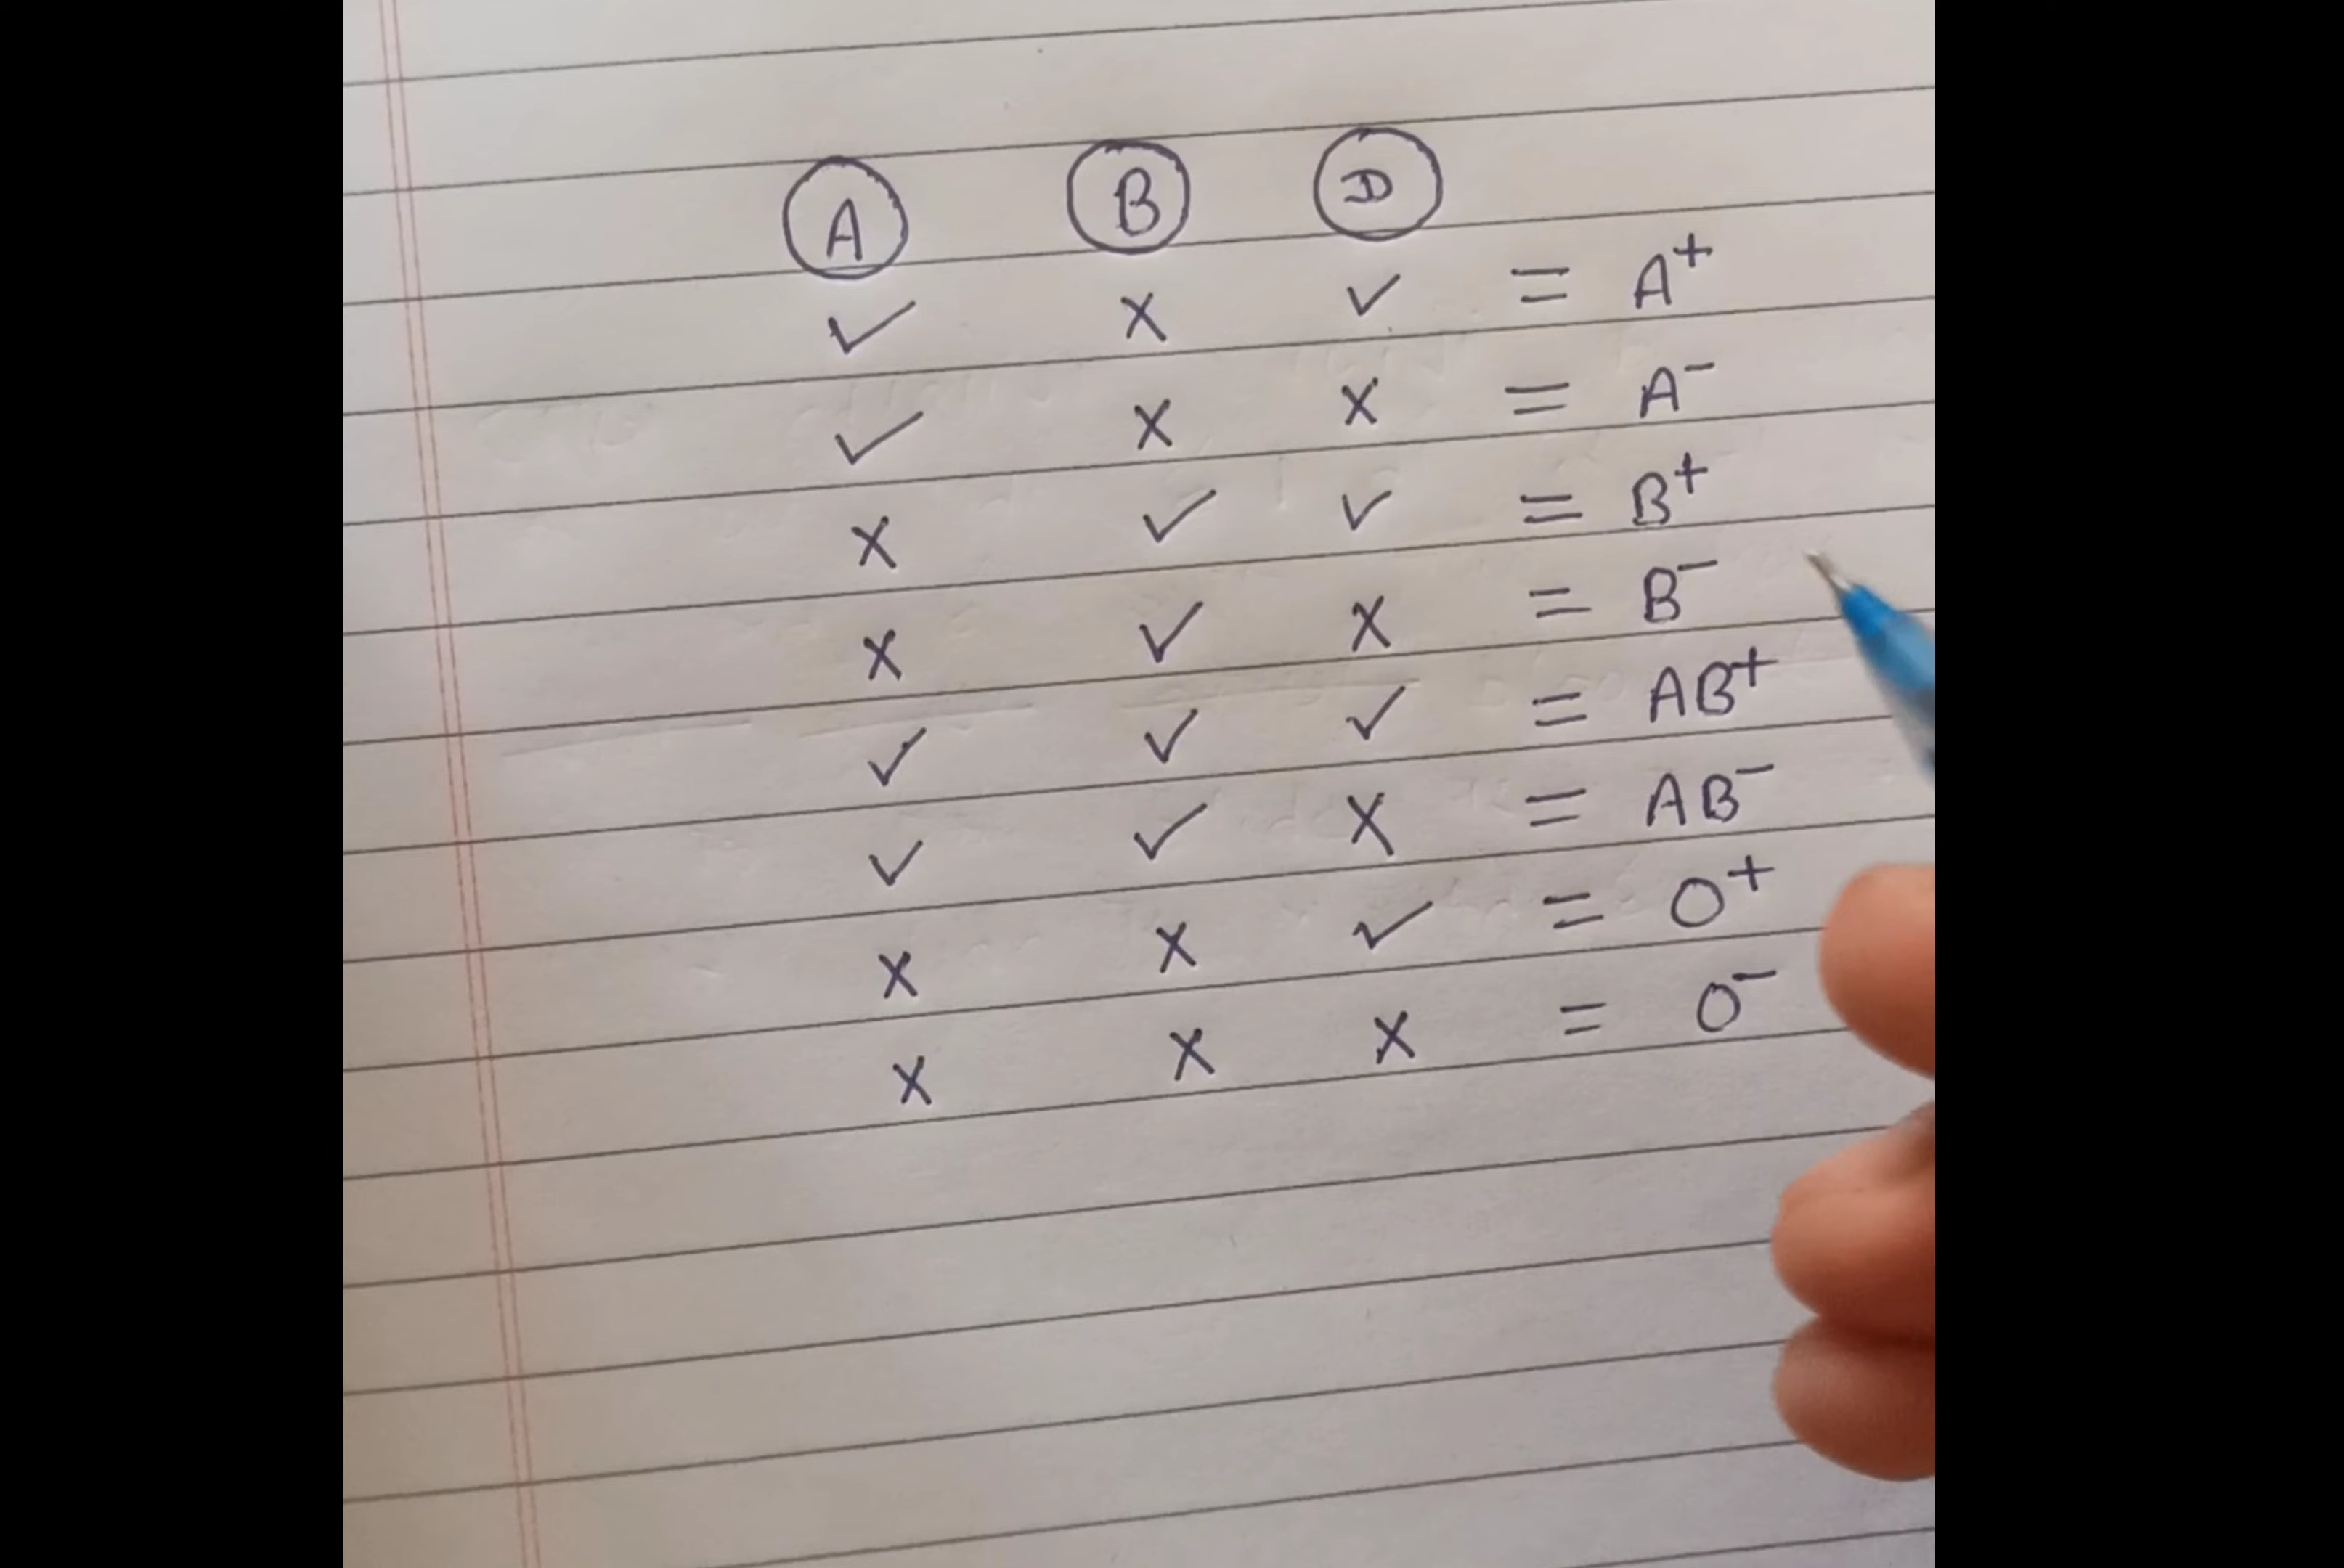 A B D
✓ x ✓ = A⁺
✓ x x = A⁻
x ✓ ✓ = B⁺
x ✓ x = B⁻
✓ ✓ ✓ = AB⁺
✓ ✓ x = AB⁻
x x ✓ = O⁺
x x x = O⁻